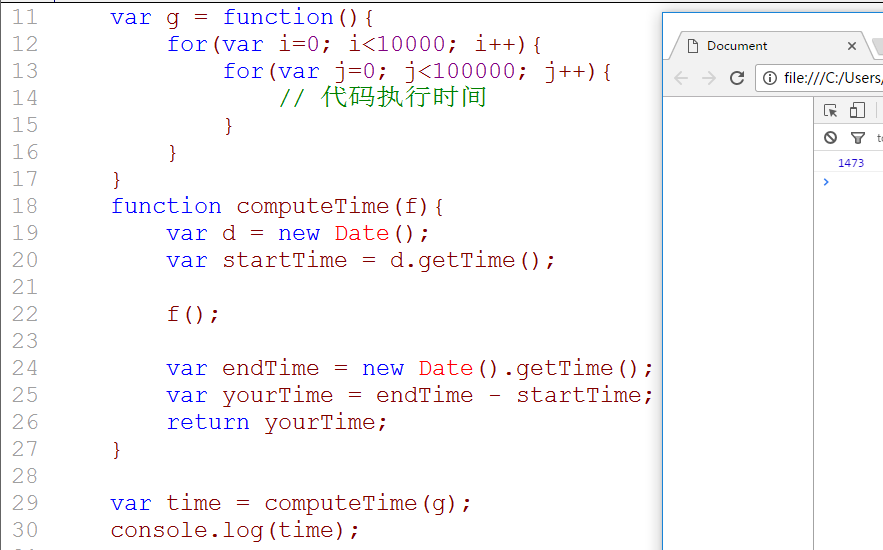 11 var g = function(){
12 for(var i=0; i<10000; i++){
13 for(var j=0; j<100000; j++){
14 // 代码执行时间
15 }
16 }
17 }
18 function computeTime(f){
19 var d = new Date();
20 var startTime = d.getTime();
21
22 f();
23
24 var endTime = new Date().getTime();
25 var yourTime = endTime - startTime;
26 return yourTime;
27 }
28
29 var time = computeTime(g);
30 console.log(time);
Document
file:///C:/Users/
1473